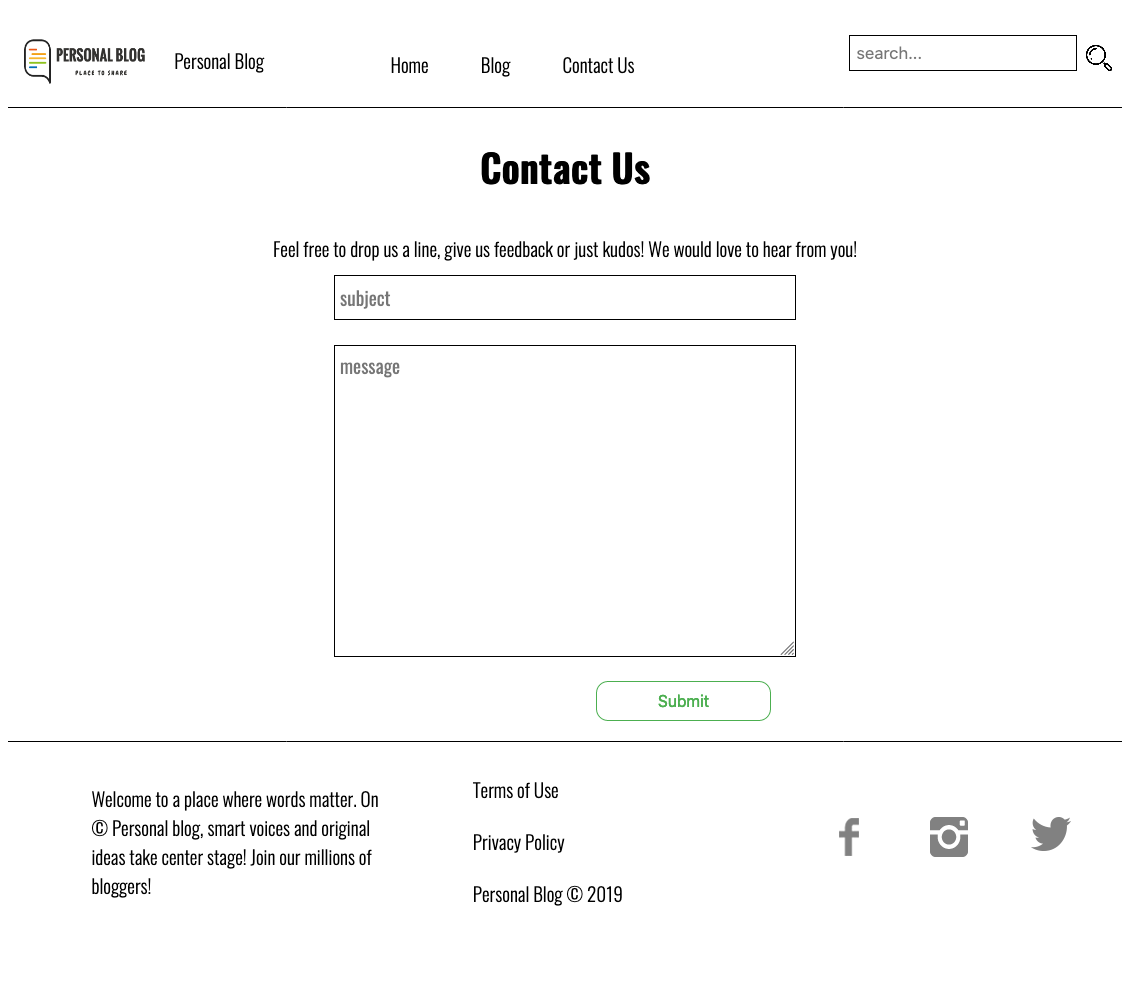 PERSONAL BLOG
PLACE TO SHARE
Personal Blog
Home
Blog
Contact Us
search...
Contact Us
Feel free to drop us a line, give us feedback or just kudos! We would love to hear from you!
subject
message
Submit
Welcome to a place where words matter. On
© Personal blog, smart voices and original
ideas take center stage! Join our millions of
bloggers!
Terms of Use
Privacy Policy
Personal Blog © 2019